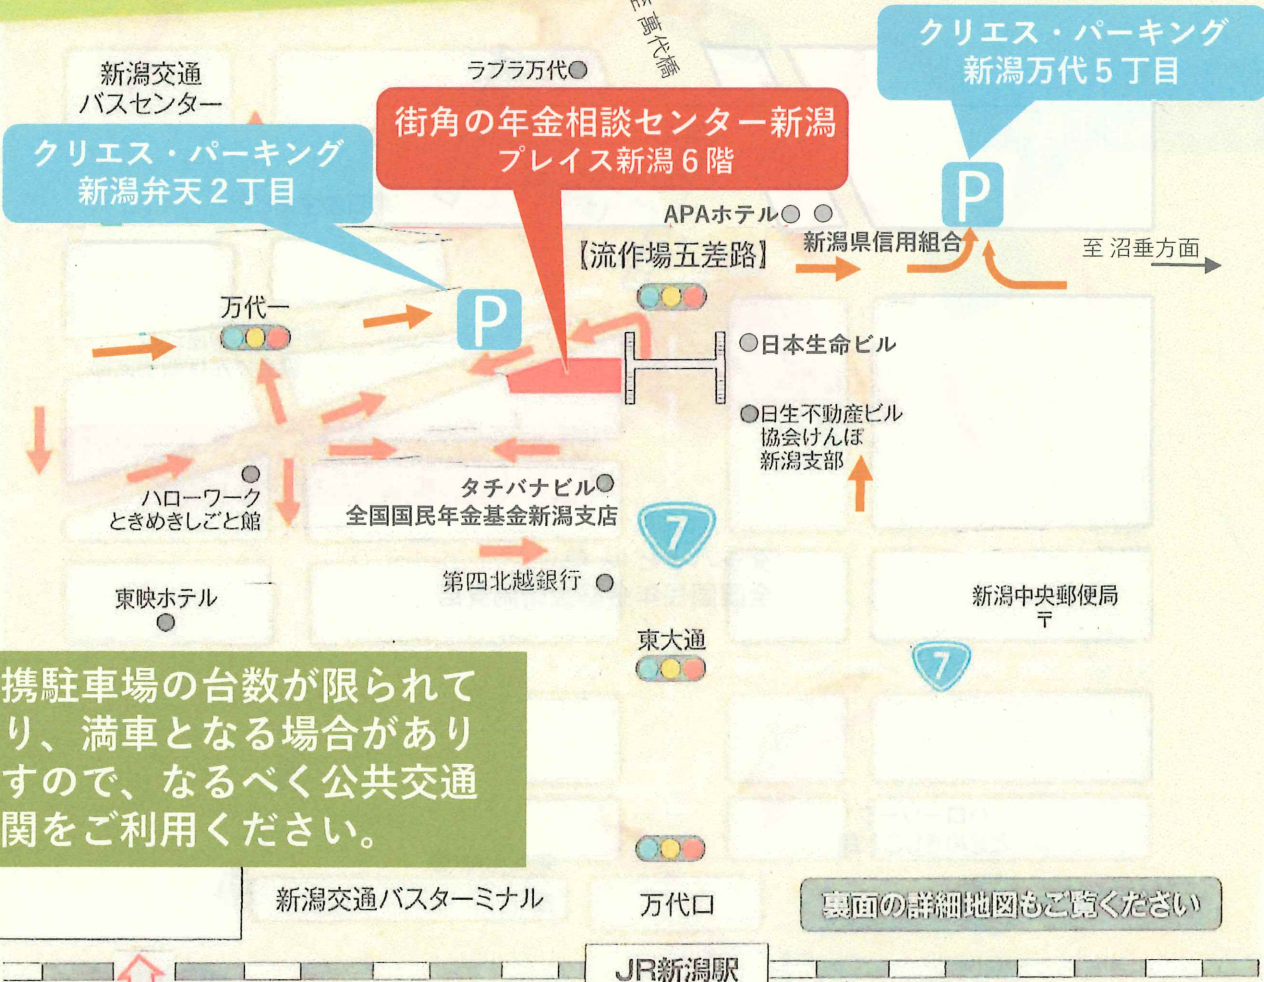 至 萬代橋
クリエス・パーキング
新潟万代５丁目
新潟交通
バスセンター
ラブラ万代
街角の年金相談センター新潟
プレイス新潟６階
クリエス・パーキング
新潟弁天２丁目
P
APAホテル
新潟県信用組合
【流作場五差路】
至 沼垂方面
万代一
P
日本生命ビル
日生不動産ビル
協会けんぽ
新潟支部
ハローワーク
ときめきしごと館
タチバナビル
全国国民年金基金新潟支店
7
第四北越銀行
東映ホテル
新潟中央郵便局
〒
東大通
7
携駐車場の台数が限られて
り、満車となる場合があり
すので、なるべく公共交通
関をご利用ください。
新潟交通バスターミナル
万代口
裏面の詳細地図もご覧ください
JR新潟駅